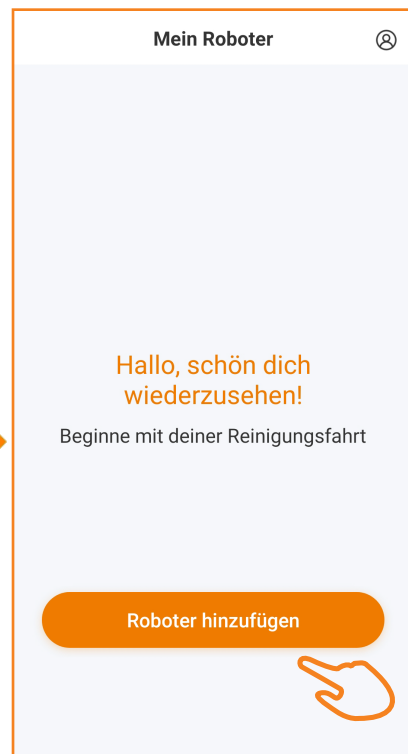 Mein Roboter
Hallo, schön dich
wiederzusehen!
Beginne mit deiner Reinigungsfahrt
Roboter hinzufügen